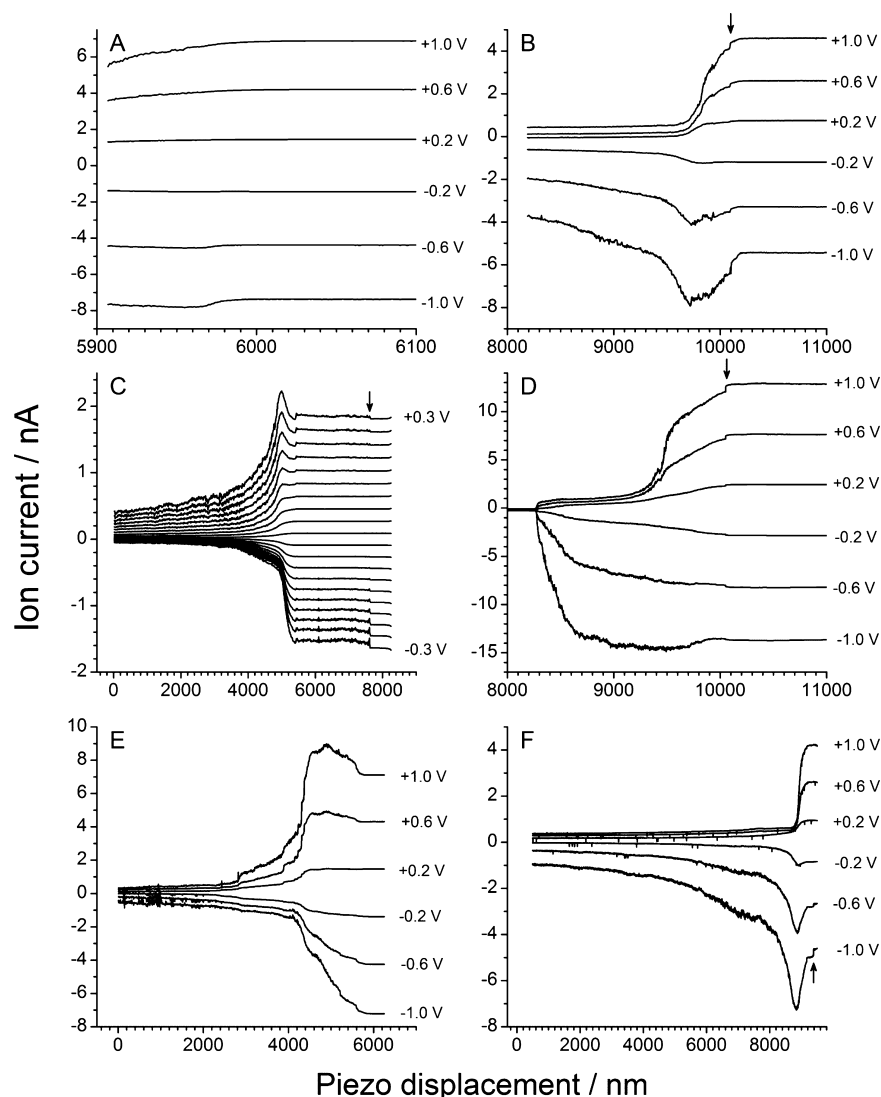 A
6
4
2
0
-2
-4
-6
-8
+1.0 V
+0.6 V
+0.2 V
-0.2 V
-0.6 V
-1.0 V
5900 6000 6100
B
4
2
0
-2
-4
-6
-8
+1.0 V
+0.6 V
+0.2 V
-0.2 V
-0.6 V
-1.0 V
8000 9000 10000 11000
C
2
1
0
-1
-2
+0.3 V
-0.3 V
0 2000 4000 6000 8000
D
10
5
0
-5
-10
-15
+1.0 V
+0.6 V
+0.2 V
-0.2 V
-0.6 V
-1.0 V
8000 9000 10000 11000
E
10
8
6
4
2
0
-2
-4
-6
-8
+1.0 V
+0.6 V
+0.2 V
-0.2 V
-0.6 V
-1.0 V
0 2000 4000 6000
F
4
2
0
-2
-4
-6
-8
+1.0 V
+0.6 V
+0.2 V
-0.2 V
-0.6 V
-1.0 V
0 2000 4000 6000 8000
Ion current / nA
Piezo displacement / nm